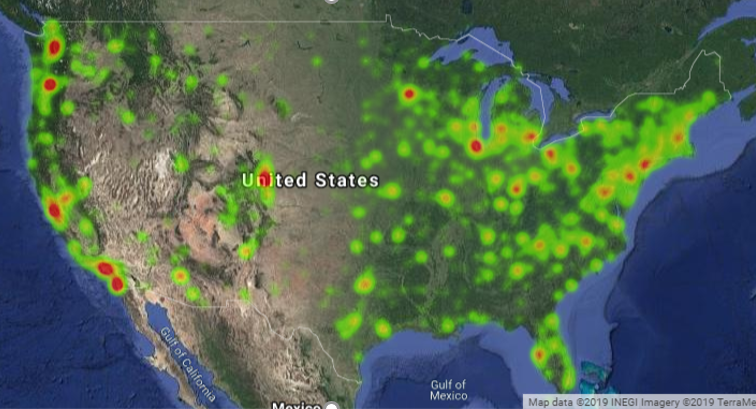 United States
Gulf of California
Gulf of
Mexico
Mexico
Map data ©2019 INEGI Imagery ©2019 TerraMe